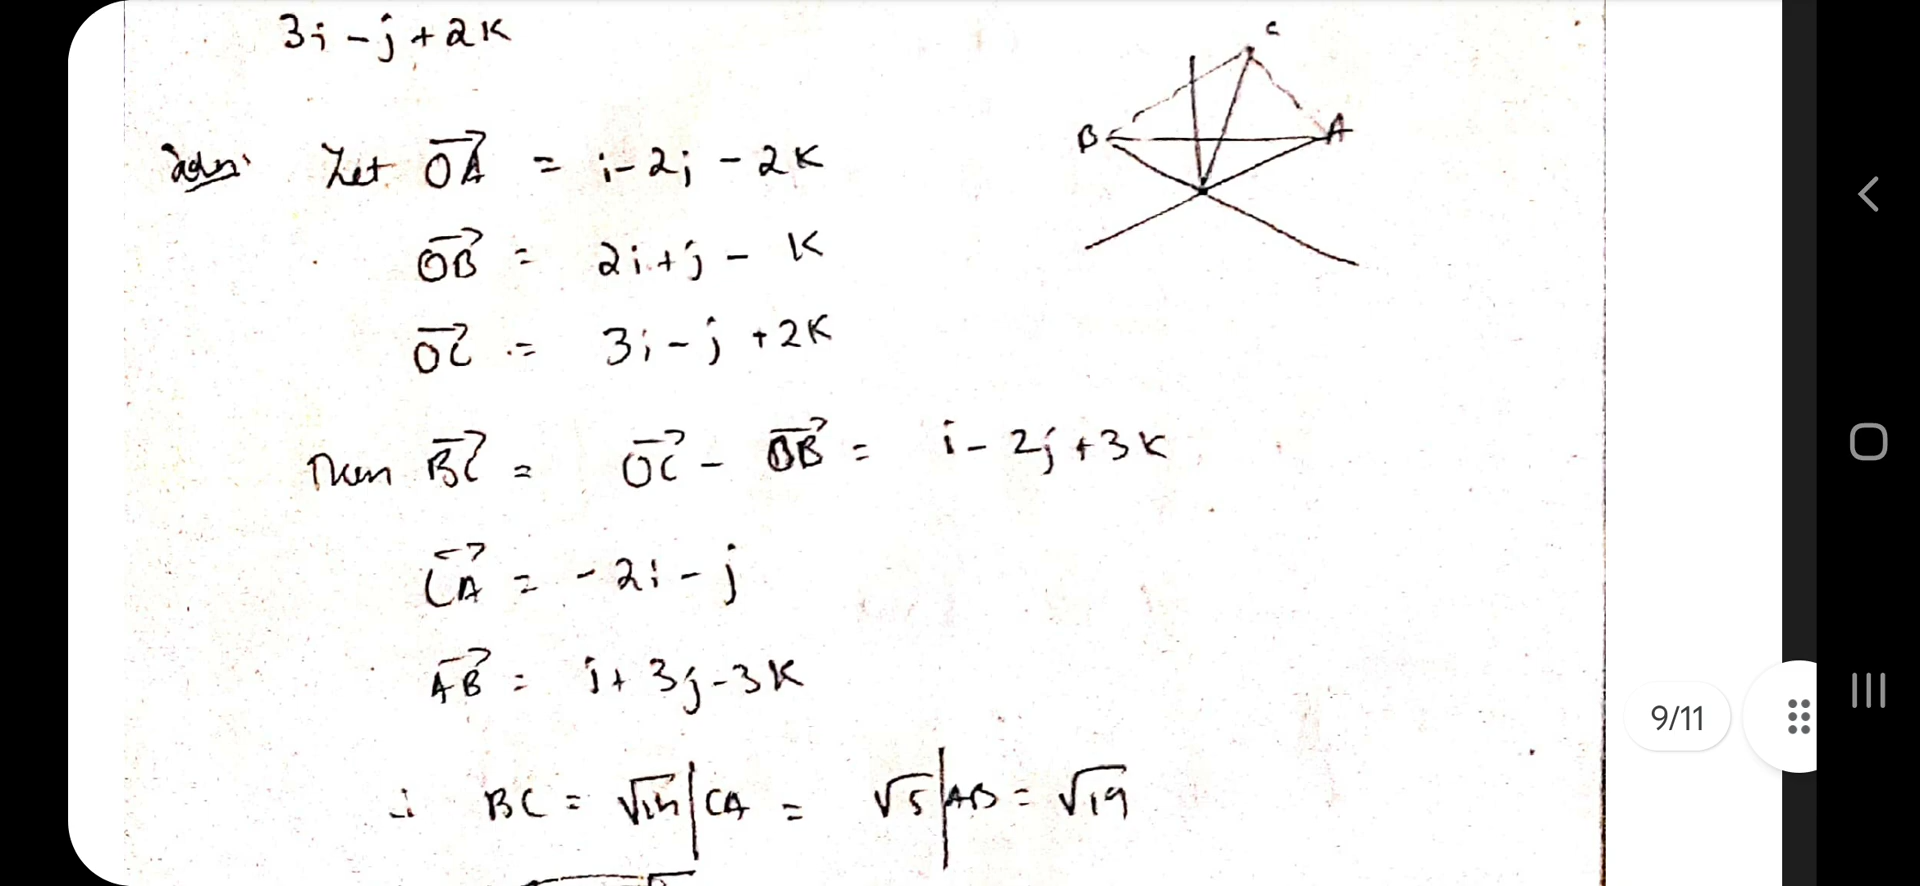 3i - j + 2K
C
B A
Soln: Let OA = i - 2j - 2K
OB = 2i + j - K
OC = 3i - j + 2K
Then BC = OC - OB = i - 2j + 3K
CA = -2i - j
AB = i + 3j - 3K
9/11
∴ BC = √14 | CA = √5 | AB = √19